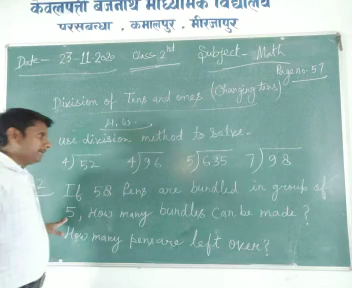 केवलपत्ती बैजनाथ माध्यमिक विद्यालय
परसबन्धा , कमालपुर , मीरजापुर
Date - 23-11-2020 Class- 2nd Subject - Math
Page no. 57
Division of Tens and ones (Changing tens)
H.W.
use division method to solve.
4)52 4)96 5)635 7)98
2 If 58 Pens are bundled in group of
5, How many bundles can be made?
How many pens are left over?